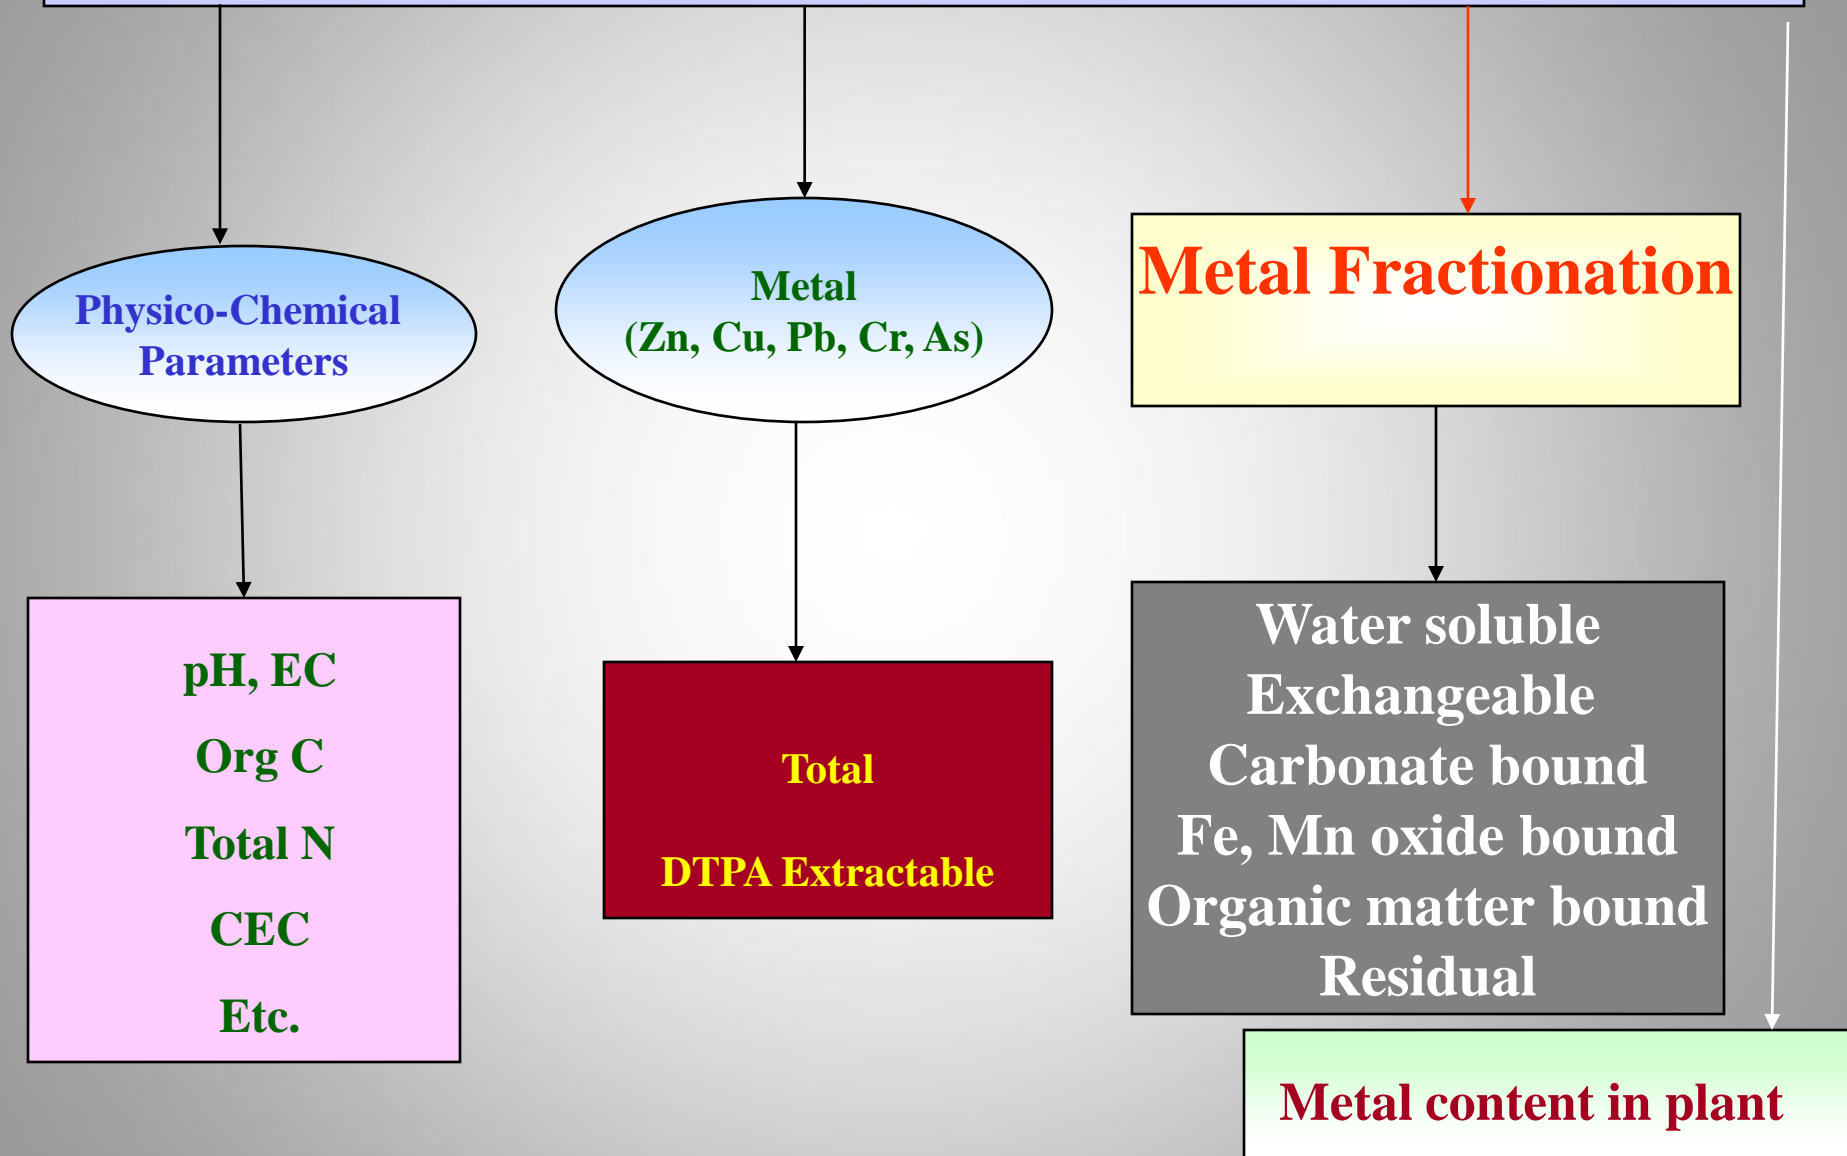 Physico-Chemical
Parameters
Metal
(Zn, Cu, Pb, Cr, As)
Metal Fractionation
pH, EC
Org C
Total N
CEC
Etc.
Total
DTPA Extractable
Water soluble
Exchangeable
Carbonate bound
Fe, Mn oxide bound
Organic matter bound
Residual
Metal content in plant